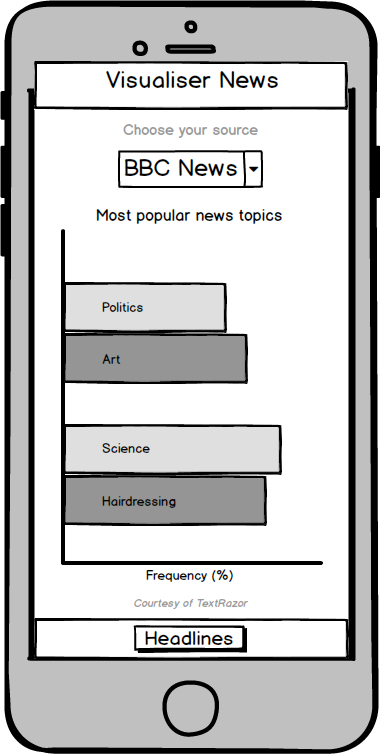 Visualiser News
Choose your source
BBC News
Most popular news topics
Politics
Art
Science
Hairdressing
Frequency (%)
Courtesy of TextRazor
Headlines